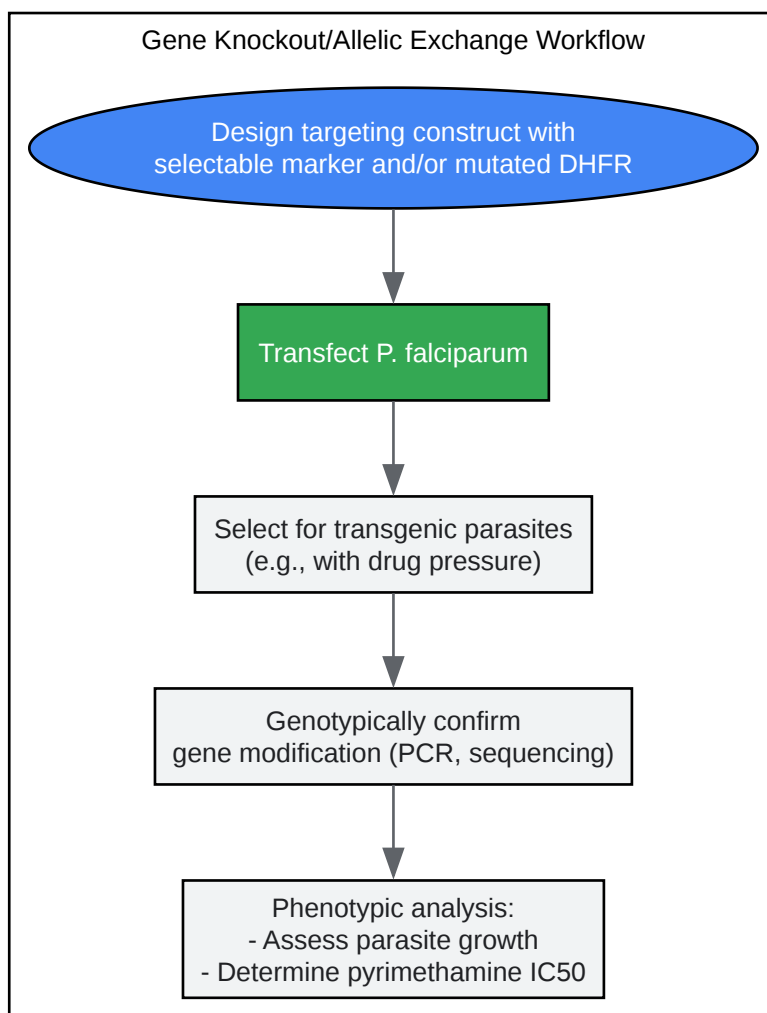 Gene Knockout/Allelic Exchange Workflow
Design targeting construct with
selectable marker and/or mutated DHFR
Transfect P. falciparum
Select for transgenic parasites
(e.g., with drug pressure)
Genotypically confirm
gene modification (PCR, sequencing)
Phenotypic analysis:
- Assess parasite growth
- Determine pyrimethamine IC50